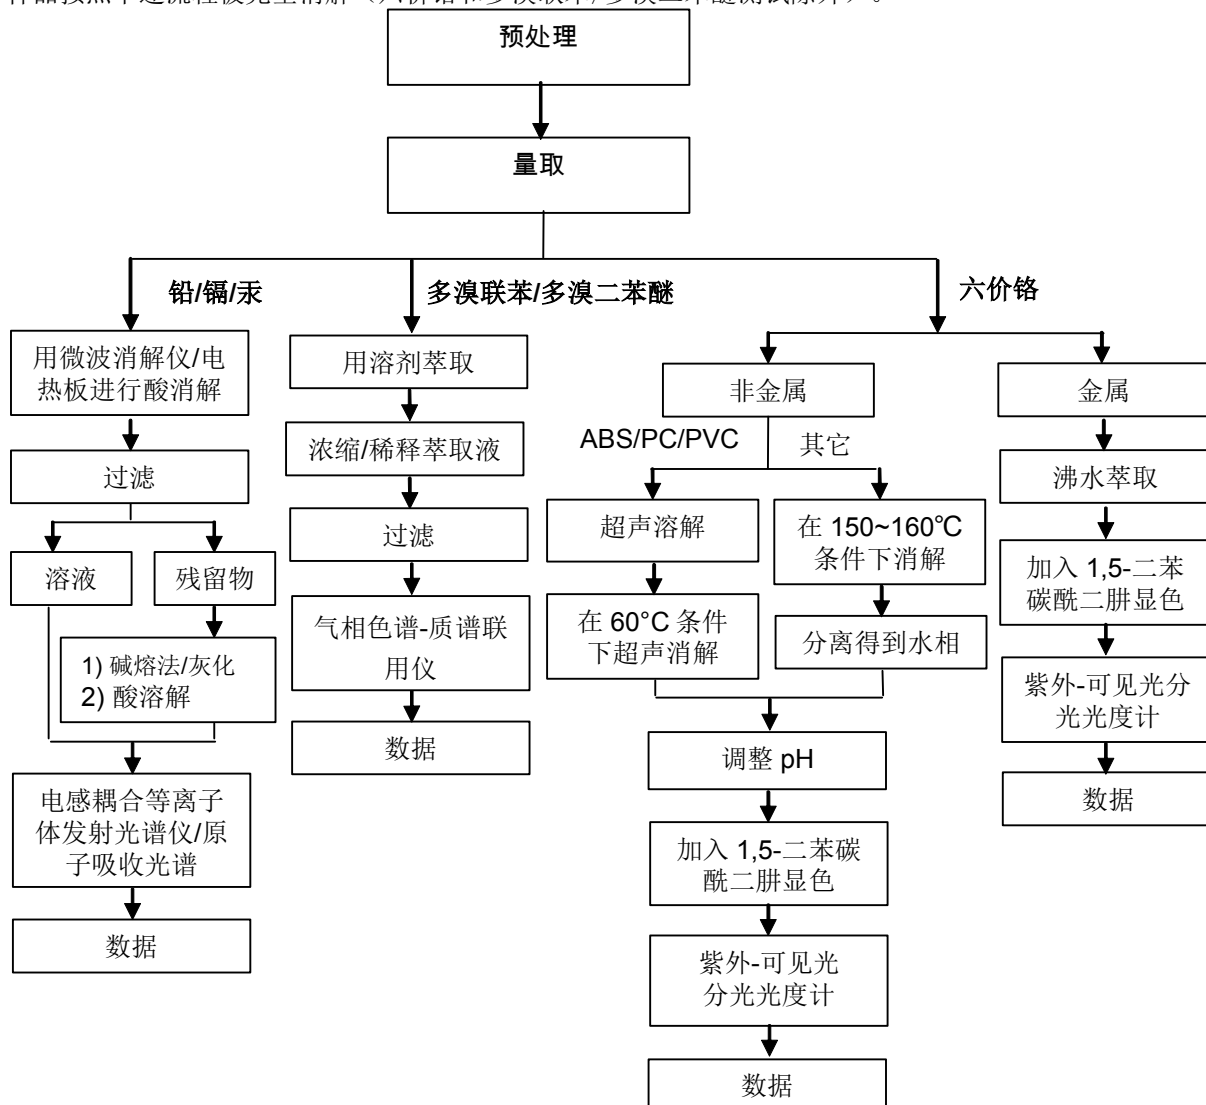 预处理
量取
铅/镉/汞
多溴联苯/多溴二苯醚
六价铬
用微波消解仪/电
热板进行酸消解
过滤
溶液
残留物
1) 碱熔法/灰化
2) 酸溶解
电感耦合等离子
体发射光谱仪/原
子吸收光谱
数据
用溶剂萃取
浓缩/稀释萃取液
过滤
气相色谱-质谱联
用仪
数据
非金属
ABS/PC/PVC
其它
超声溶解
在 60°C 条件
下超声消解
在 150~160℃
条件下消解
分离得到水相
调整 pH
加入 1,5-二苯碳
酰二肼显色
紫外-可见光
分光光度计
数据
金属
沸水萃取
加入 1,5-二苯
碳酰二肼显色
紫外-可见光分
光光度计
数据